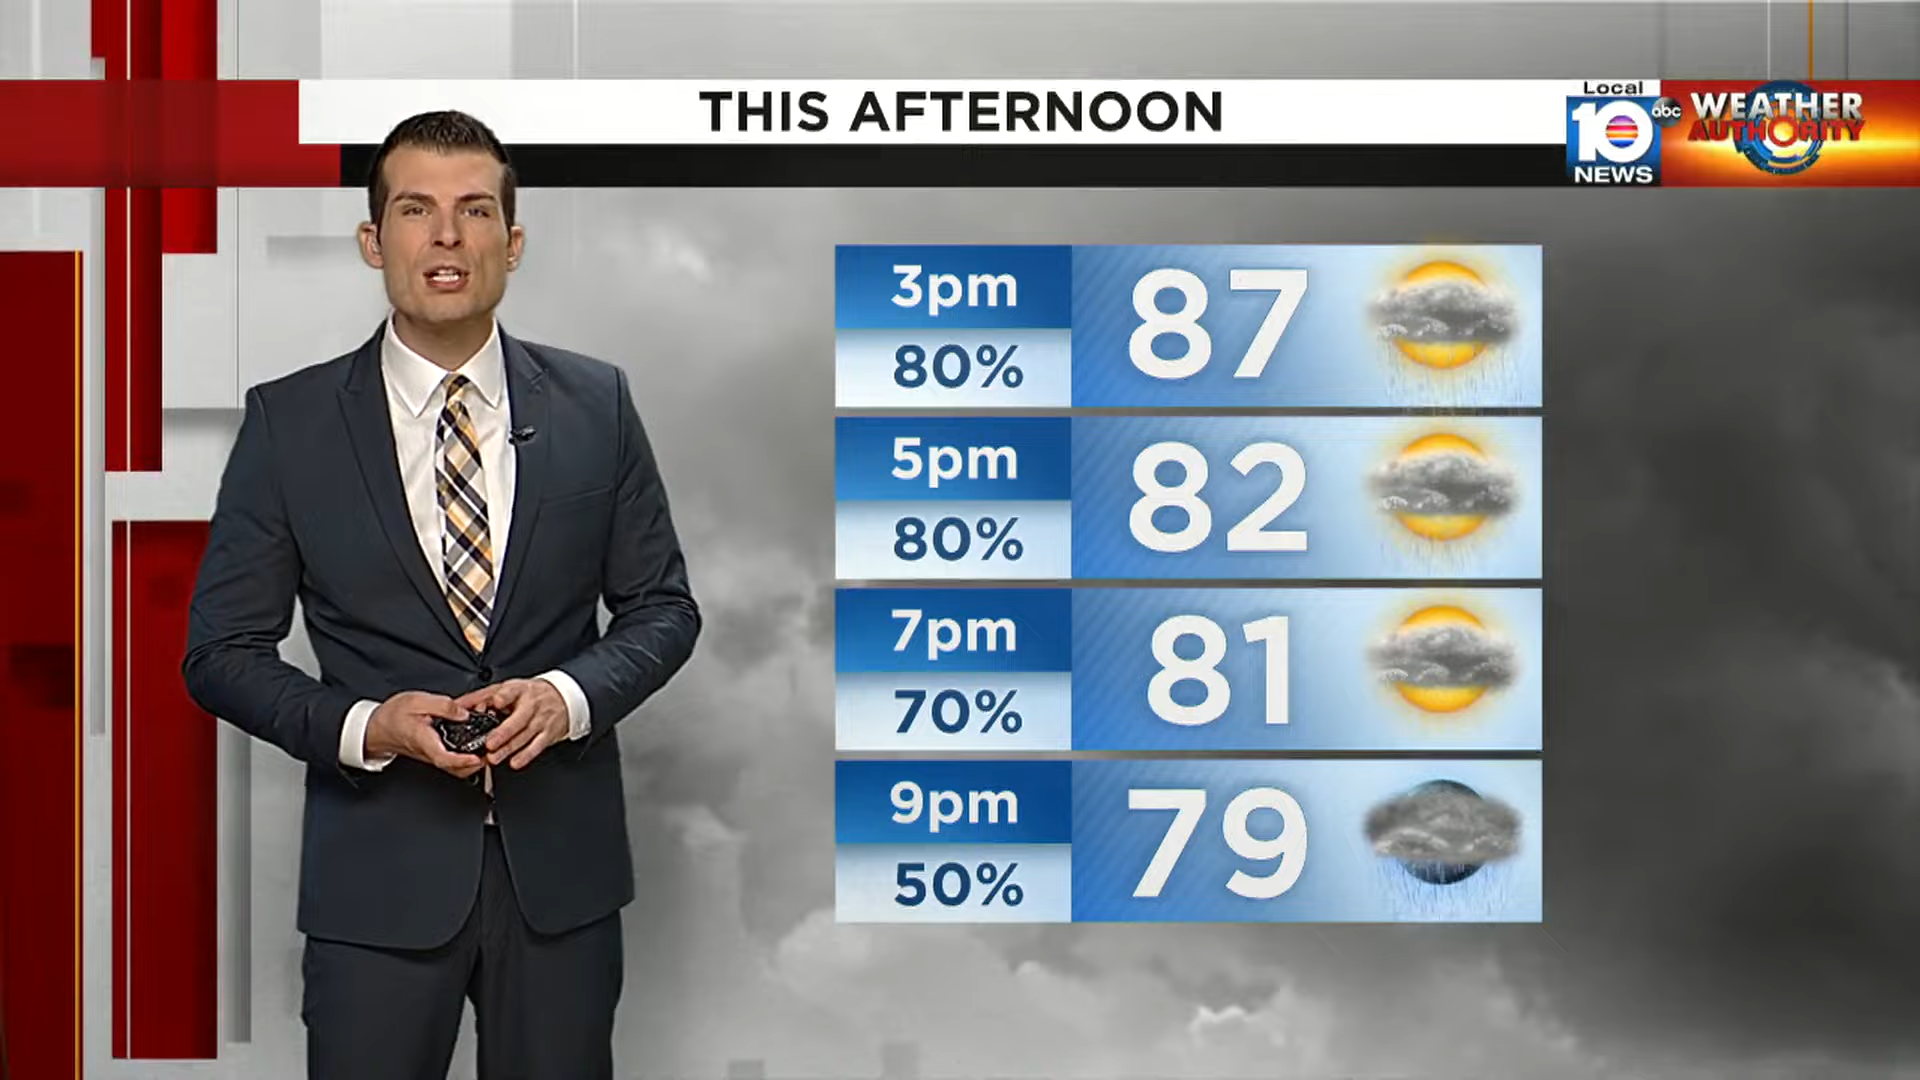 THIS AFTERNOON
Local
10
NEWS
abc
WEATHER
AUTHORITY
3pm
87
80%
5pm
82
80%
7pm
81
70%
9pm
79
50%